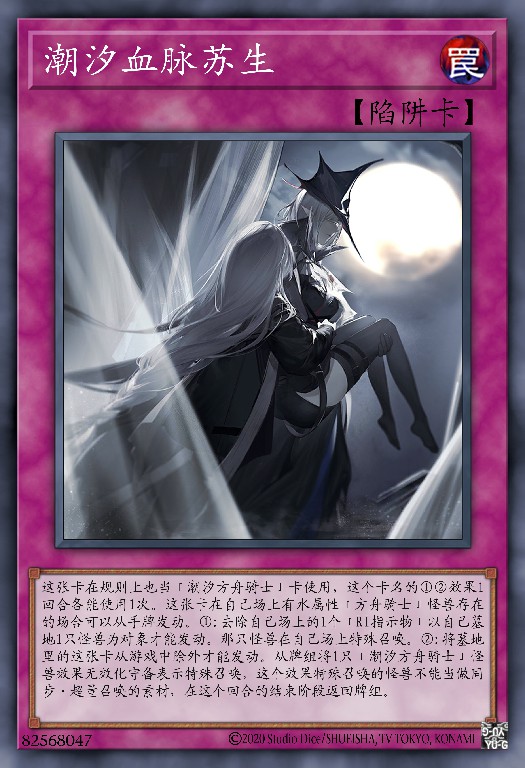 潮汐血脉苏生
罠
【陷阱卡】
这张卡在规则上也当「潮汐方舟骑士」卡使用，这个卡名的①②效果1
回合各能使用1次。这张卡在自己场上有水属性「方舟骑士」怪兽存在
的场合可以从手牌发动。①：去除自己场上的1个「RI指示物」以自己墓
地1只怪兽为对象才能发动。那只怪兽在自己场上特殊召唤。②：将墓地
里的这张卡从游戏中除外才能发动。从牌组将1只「潮汐方舟骑士」怪
兽效果无效化守备表示特殊召唤，这个效果特殊召唤的怪兽不能当做同
步·超量召唤的素材，在这个回合的结束阶段返回牌组。
82568047
©2020 Studio Dice/SHUEISHA, TV TOKYO, KONAMI